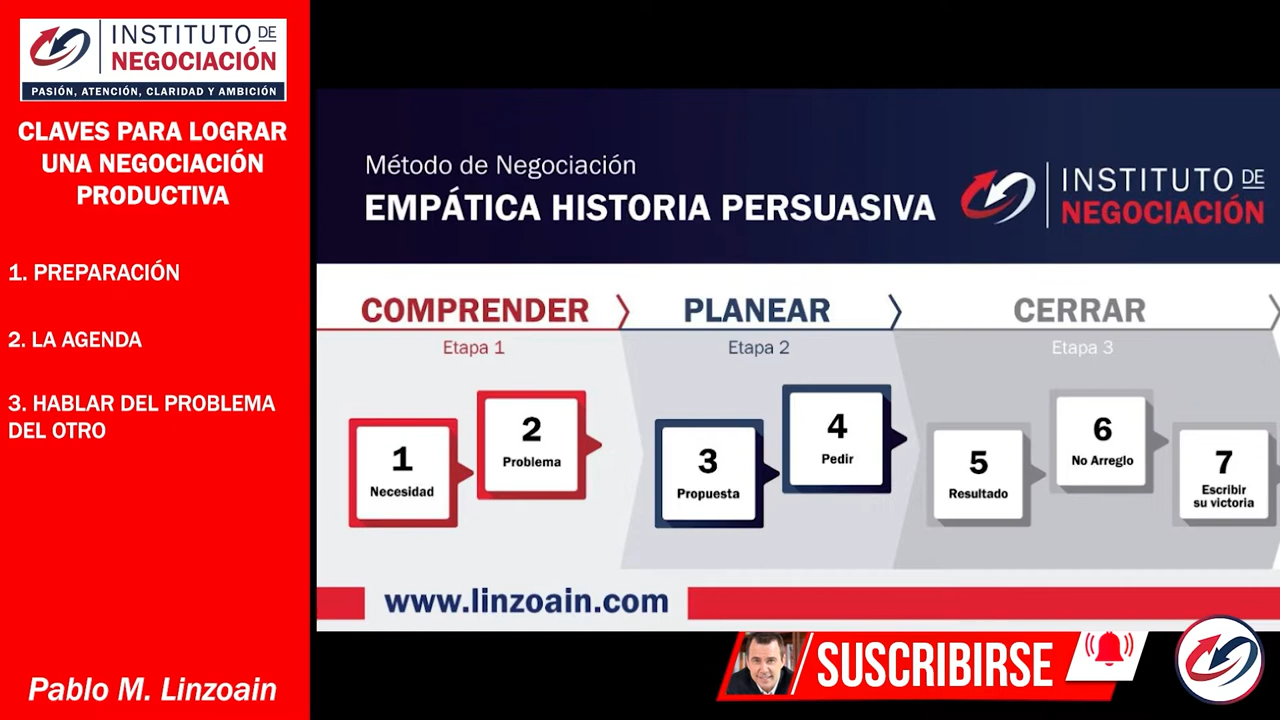 INSTITUTO DE
NEGOCIACIÓN
PASIÓN, ATENCIÓN, CLARIDAD Y AMBICIÓN
CLAVES PARA LOGRAR
UNA NEGOCIACIÓN
PRODUCTIVA
1. PREPARACIÓN
2. LA AGENDA
3. HABLAR DEL PROBLEMA
DEL OTRO
Pablo M. Linzoain
Método de Negociación
EMPÁTICA HISTORIA PERSUASIVA
INSTITUTO DE
NEGOCIACIÓN
COMPRENDER
Etapa 1
PLANEAR
Etapa 2
CERRAR
Etapa 3
1
Necesidad
2
Problema
3
Propuesta
4
Pedir
5
Resultado
6
No Arreglo
7
Escribir
su victoria
www.linzoain.com
SUSCRIBIRSE